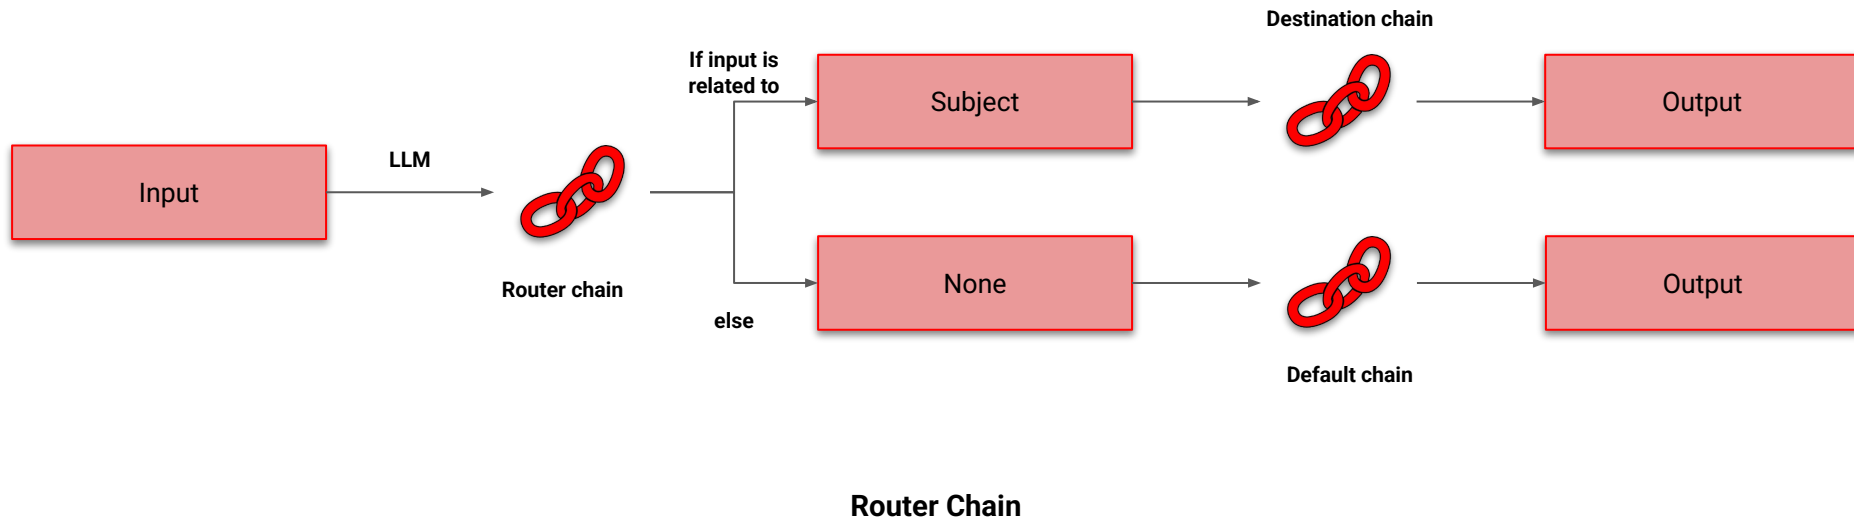 Destination chain
If input is
related to
Subject
Output
LLM
Input
Router chain
else
None
Output
Default chain
Router Chain